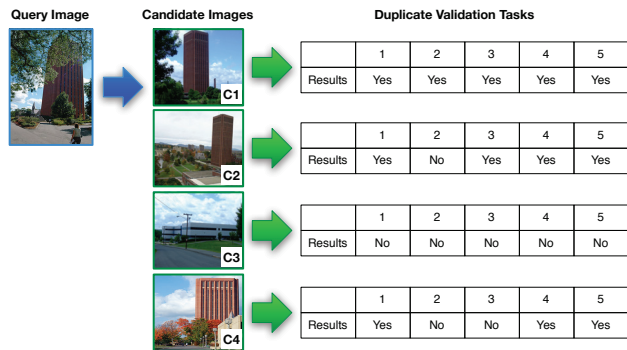 Query Image Candidate Images Duplicate Validation Tasks
C1
1 2 3 4 5
Results Yes Yes Yes Yes Yes
C2
1 2 3 4 5
Results Yes No Yes Yes Yes
C3
1 2 3 4 5
Results No No No No No
C4
1 2 3 4 5
Results Yes No No Yes Yes